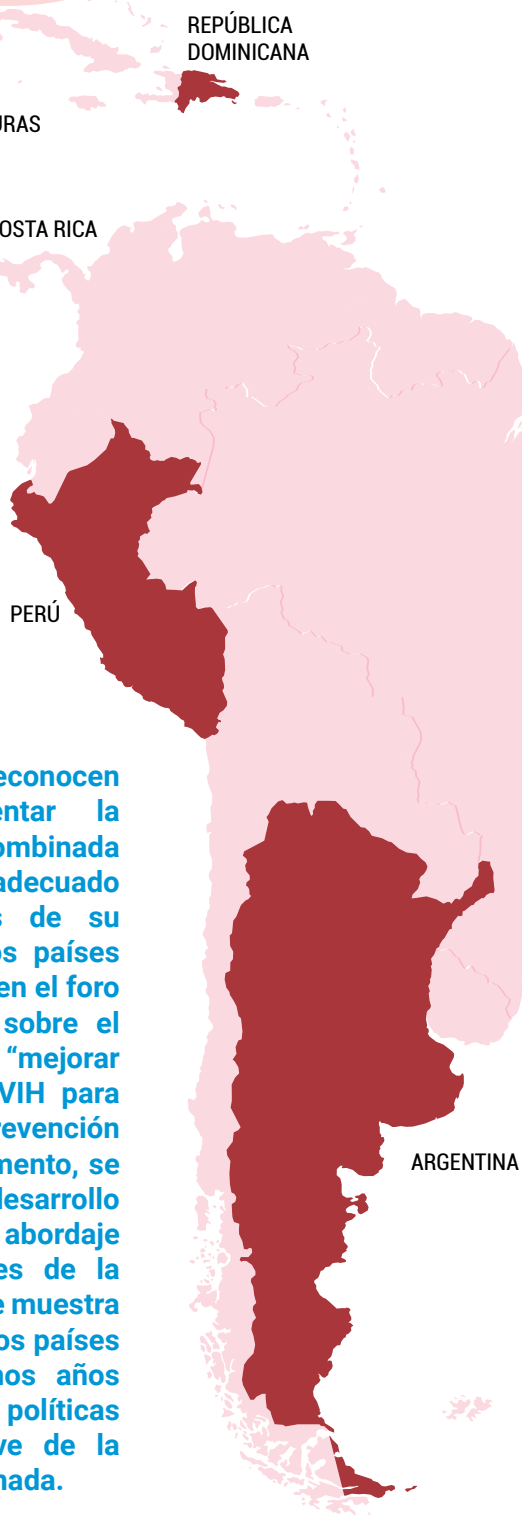 REPÚBLICA
DOMINICANA
URAS
OSTA RICA
PERÚ
econocen
entar la
ombinada
adecuado
s de su
os países
en el foro
sobre el
“mejorar
VIH para
revención
mento, se
desarrollo
abordaje
es de la
e muestra
os países
nos años
políticas
ve de la
nada.
ARGENTINA